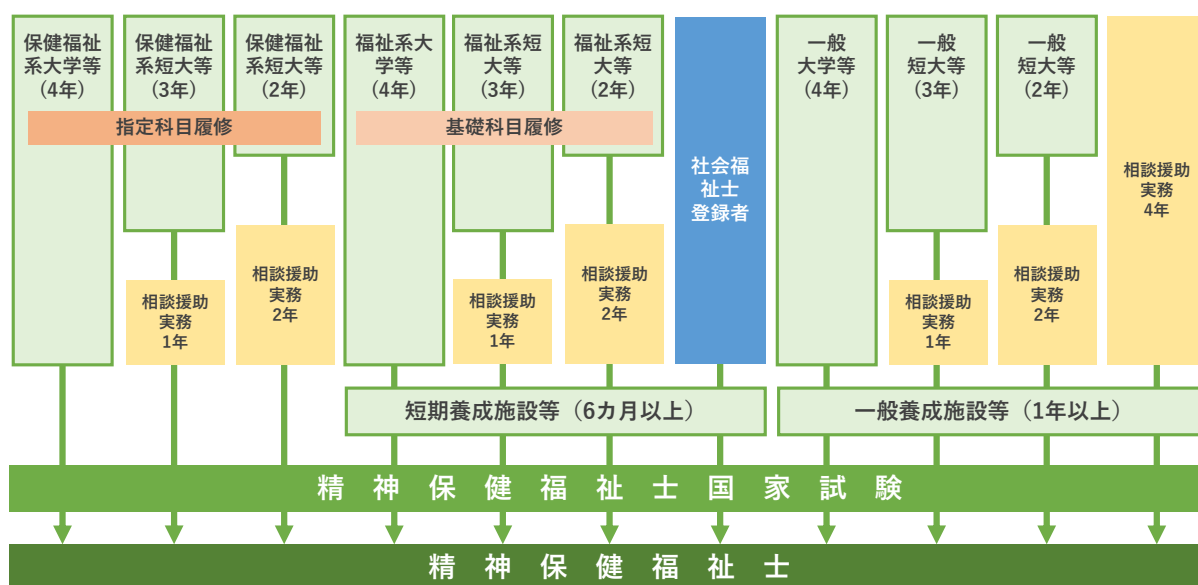 保健福祉
系大学等
（4年）
保健福祉
系短大等
（3年）
保健福祉
系短大等
（2年）
指定科目履修
相談援助
実務
1年
相談援助
実務
2年
福祉系大
学等
（4年）
福祉系短
大等
（3年）
福祉系短
大等
（2年）
基礎科目履修
相談援助
実務
1年
相談援助
実務
2年
社会福
祉士
登録者
一般
大学等
（4年）
一般
短大等
（3年）
一般
短大等
（2年）
相談援助
実務
1年
相談援助
実務
2年
相談援助
実務
4年
短期養成施設等（6カ月以上）
一般養成施設等（1年以上）
精神保健福祉士国家試験
精神保健福祉士